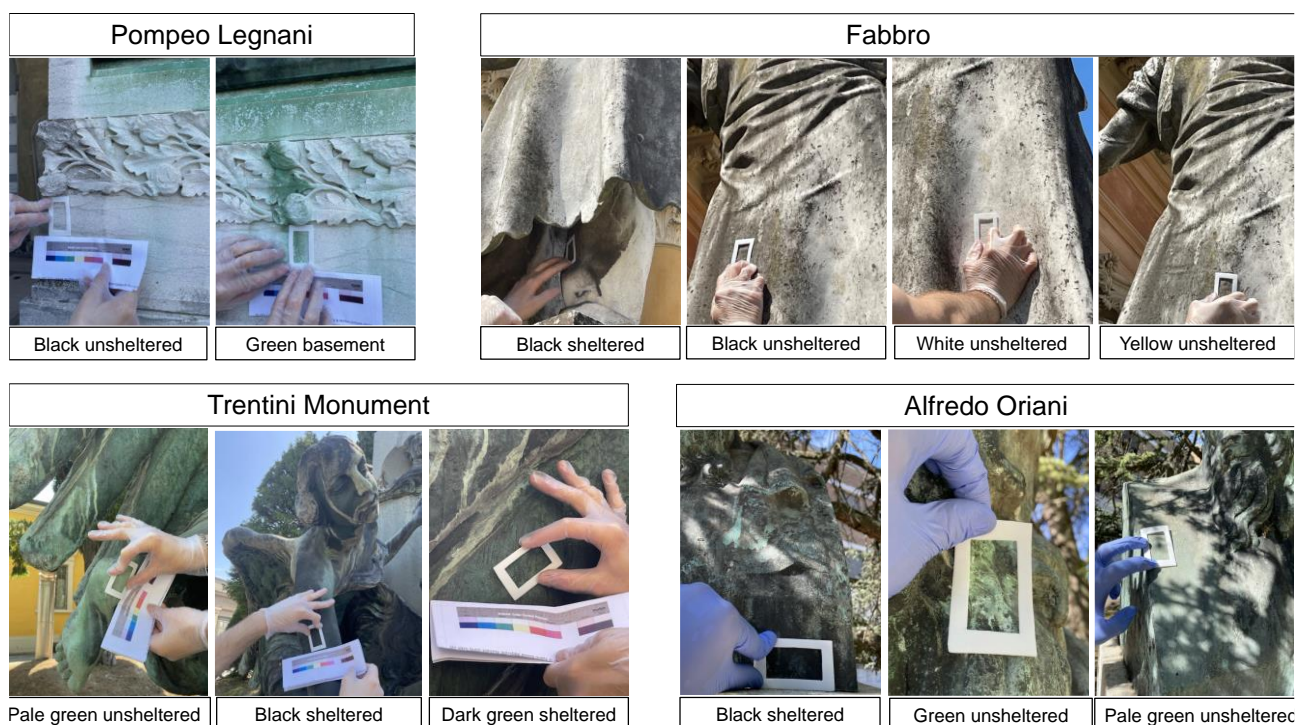 Pompeo Legnani
Fabbro
Black unsheltered
Green basement
Black sheltered
Black unsheltered
White unsheltered
Yellow unsheltered
Trentini Monument
Alfredo Oriani
Pale green unsheltered
Black sheltered
Dark green sheltered
Black sheltered
Green unsheltered
Pale green unsheltered